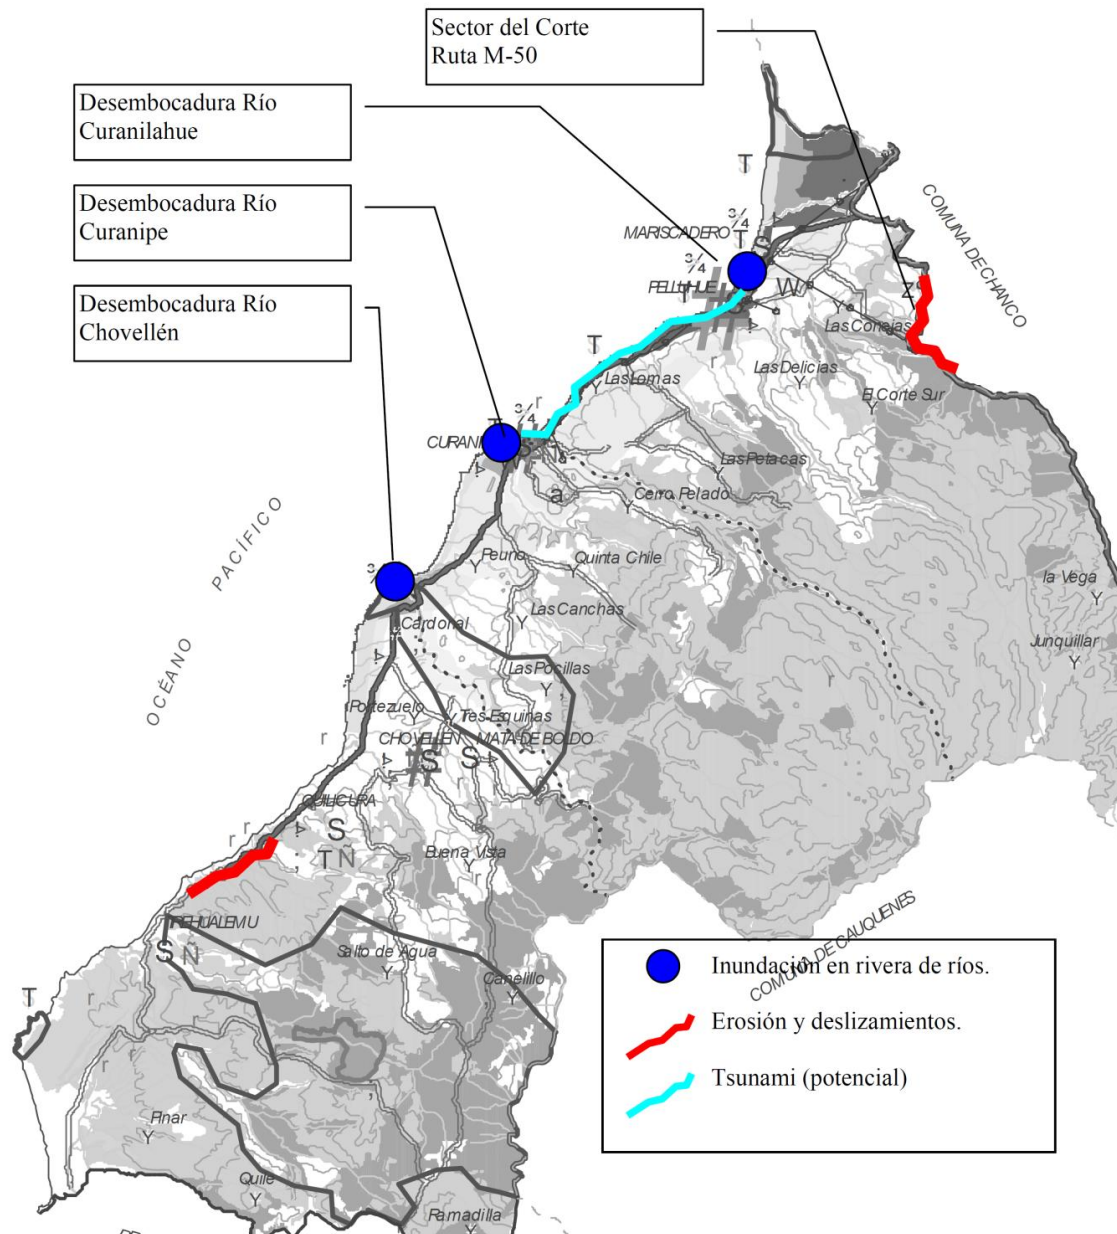 Sector del Corte
Ruta M-50
Desembocadura Río
Curanilahue
Desembocadura Río
Curanipe
Desembocadura Río
Chovellén
COMUNA DE CHANCO
MARISCADERO
PELLUHUE
Las Conejas
Las Lomas
Las Delicias
El Corte Sur
Las Petacas
Cerro Pelado
OCÉANO PACÍFICO
Peuno
Quinta Chile
la Vega
Las Canchas
Cardonal
Junquillar
Las Pocillas
Portezuelo
Tres Esquinas
CHOVELLÉN
MATA DE BOLDO
QUILICURA
Buena Vista
TREHUALEMU
Salto de Agua
Canelillo
COMUNA DE CAUQUENES
Inundación en rivera de ríos.
Erosión y deslizamientos.
Tsunami (potencial)
Pinar
Quile
Ramadilla